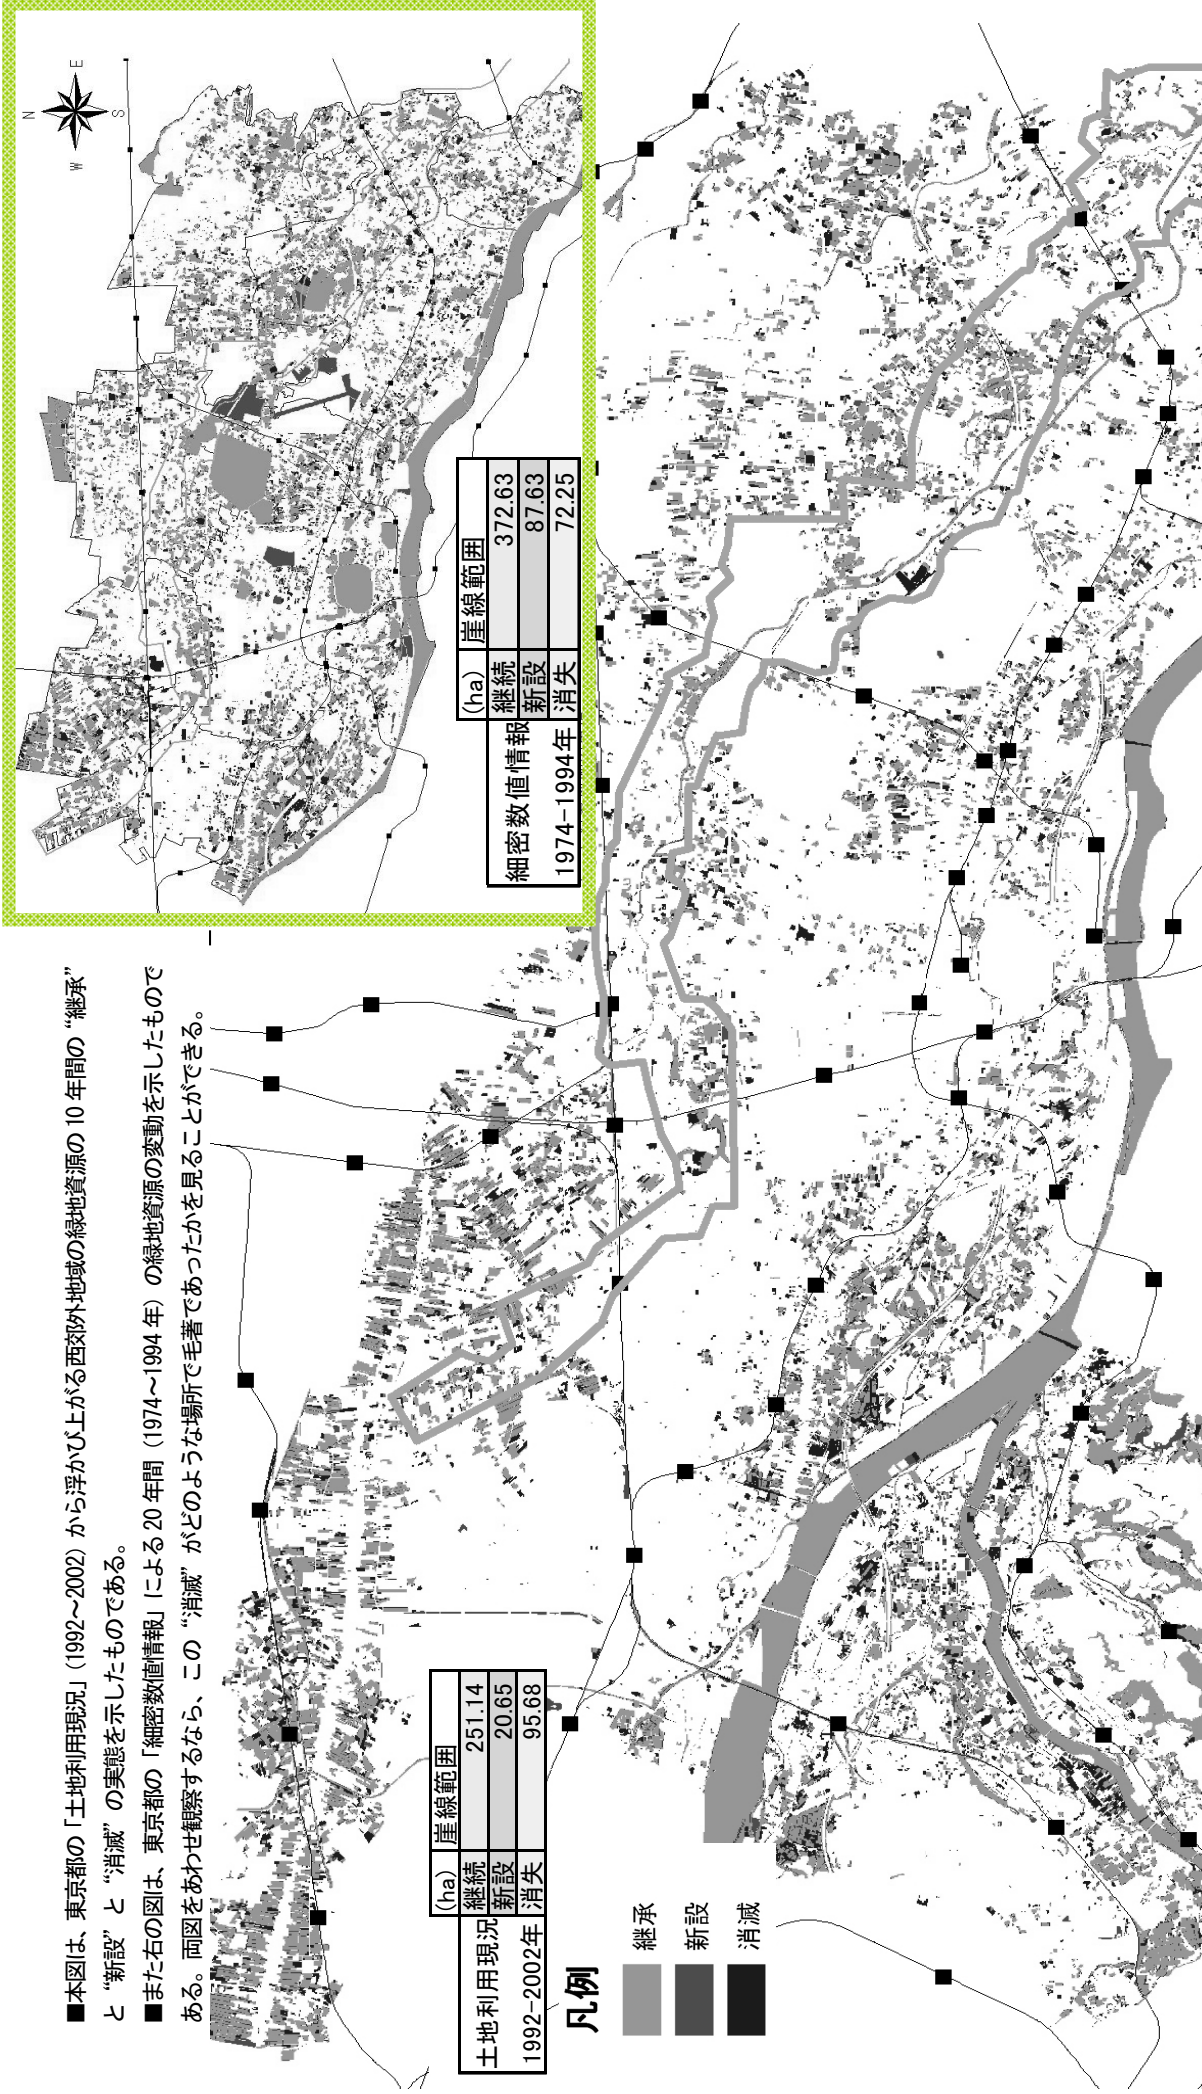 ■本図は、東京都の「土地利用現況」（1992～2002）から浮かび上がる西郊外地域の緑地資源の10年間の“継承”
と“新設”と“消滅”の実態を示したものである。
■また右の図は、東京都の「細密数値情報」による20年間（1974～1994年）の緑地資源の変動を示したもので
ある。両図をあわせ観察するなら、この“消滅”がどのような場所で毛著であったかを見ることができる。
N
W E
S
(ha) 崖線範囲
細密数値情報 継続 372.63
新設 87.63
1974-1994年 消失 72.25
(ha) 崖線範囲
土地利用現況 継続 251.14
新設 20.65
1992-2002年 消失 95.68
凡例
継承
新設
消滅